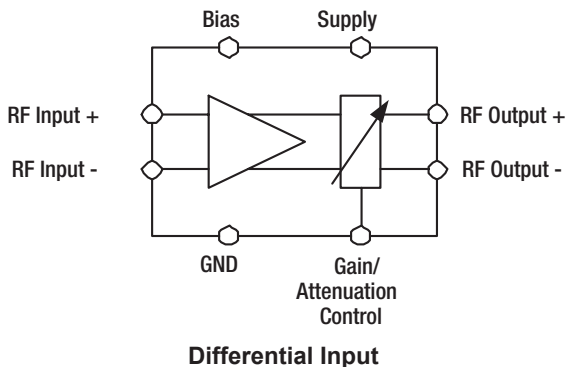 Bias
Supply
RF Input +
RF Output +
RF Input -
RF Output -
GND
Gain/
Attenuation
Control
Differential Input